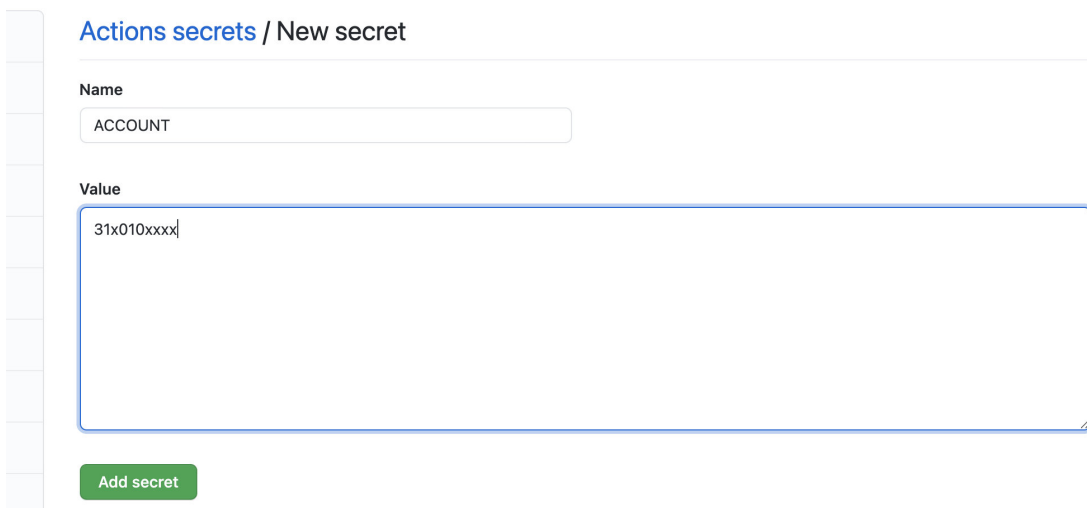 Actions secrets / New secret
Name
ACCOUNT
Value
31x010xxxx
Add secret